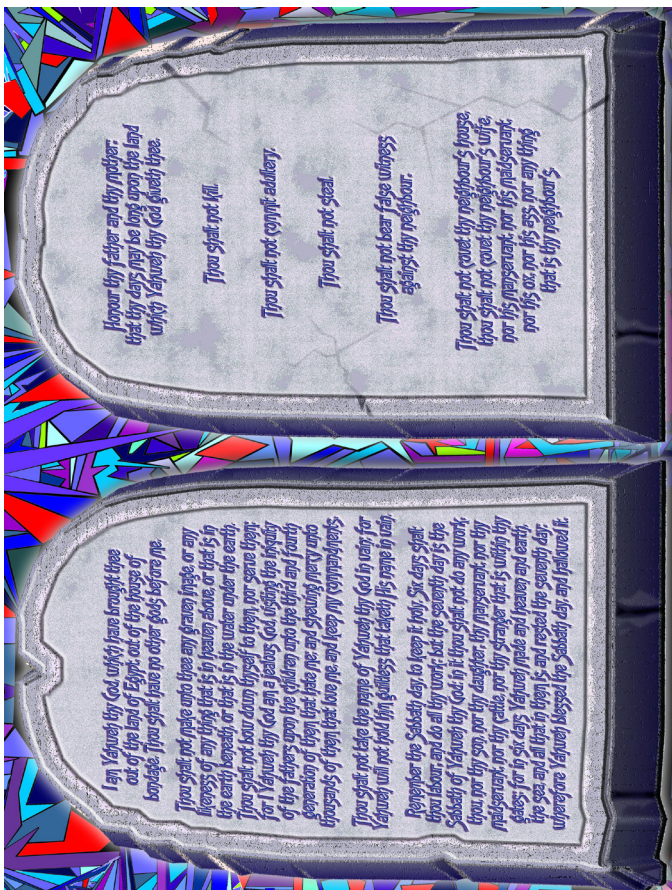 I am Yahweh thy God which have brought thee
out of the land of Egypt, out of the house of
bondage. Thou shalt have no other gods before me.
Thou shalt not make unto thee any graven image, or any
likeness of any thing that is in heaven above, or that is in
the earth beneath, or that is in the water under the earth.
Thou shalt not bow down thyself to them, nor serve them:
for I Yahweh thy God am a jealous God, visiting the iniquity
of the fathers upon the children unto the third and fourth
generation of them that hate me and shewing mercy unto
thousands of them that love me and keep my commandments.
Thou shalt not take the name of Yahweh thy God in vain; for
Yahweh will not hold him guiltless that taketh His name in vain.
Remember the Sabbath day, to keep it holy. Six days shalt
thou labour, and do all thy work: but the seventh day is the
Sabbath of Yahweh thy God: in it thou shalt not do any work,
thou, nor thy son, nor thy daughter, thy manservant, nor thy
maidservant, nor thy cattle, nor thy stranger that is within thy
gates: for in six days Yahweh made and heaven and earth,
the sea, and all that in them is, and rested the seventh day:
wherefore Yahweh blessed the Sabbath day, and hallowed it.
Honour thy father and thy mother:
that thy days may be long upon the land
which Yahweh thy God giveth thee.
Thou shalt not kill.
Thou shalt not commit adultery.
Thou shalt not steal.
Thou shalt not bear false witness
against thy neighbour.
Thou shalt not covet thy neighbour's house,
thou shalt not covet thy neighbour's wife,
nor his manservant, nor his maidservant,
nor his ox, nor his ass, nor any thing
that is thy neighbour's.